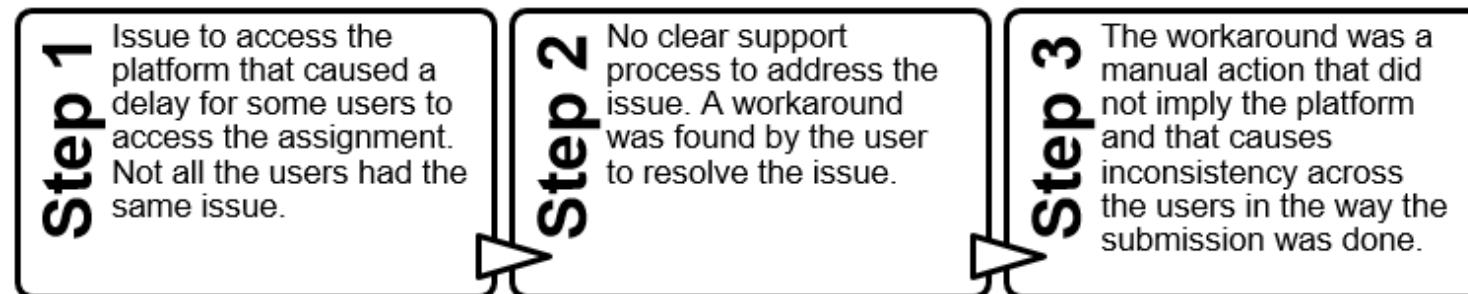 Step 1
Issue to access the
platform that caused a
delay for some users to
access the assignment.
Not all the users had the
same issue.
Step 2
No clear support
process to address the
issue. A workaround
was found by the user
to resolve the issue.
Step 3
The workaround was a
manual action that did
not imply the platform
and that causes
inconsistency across
the users in the way the
submission was done.